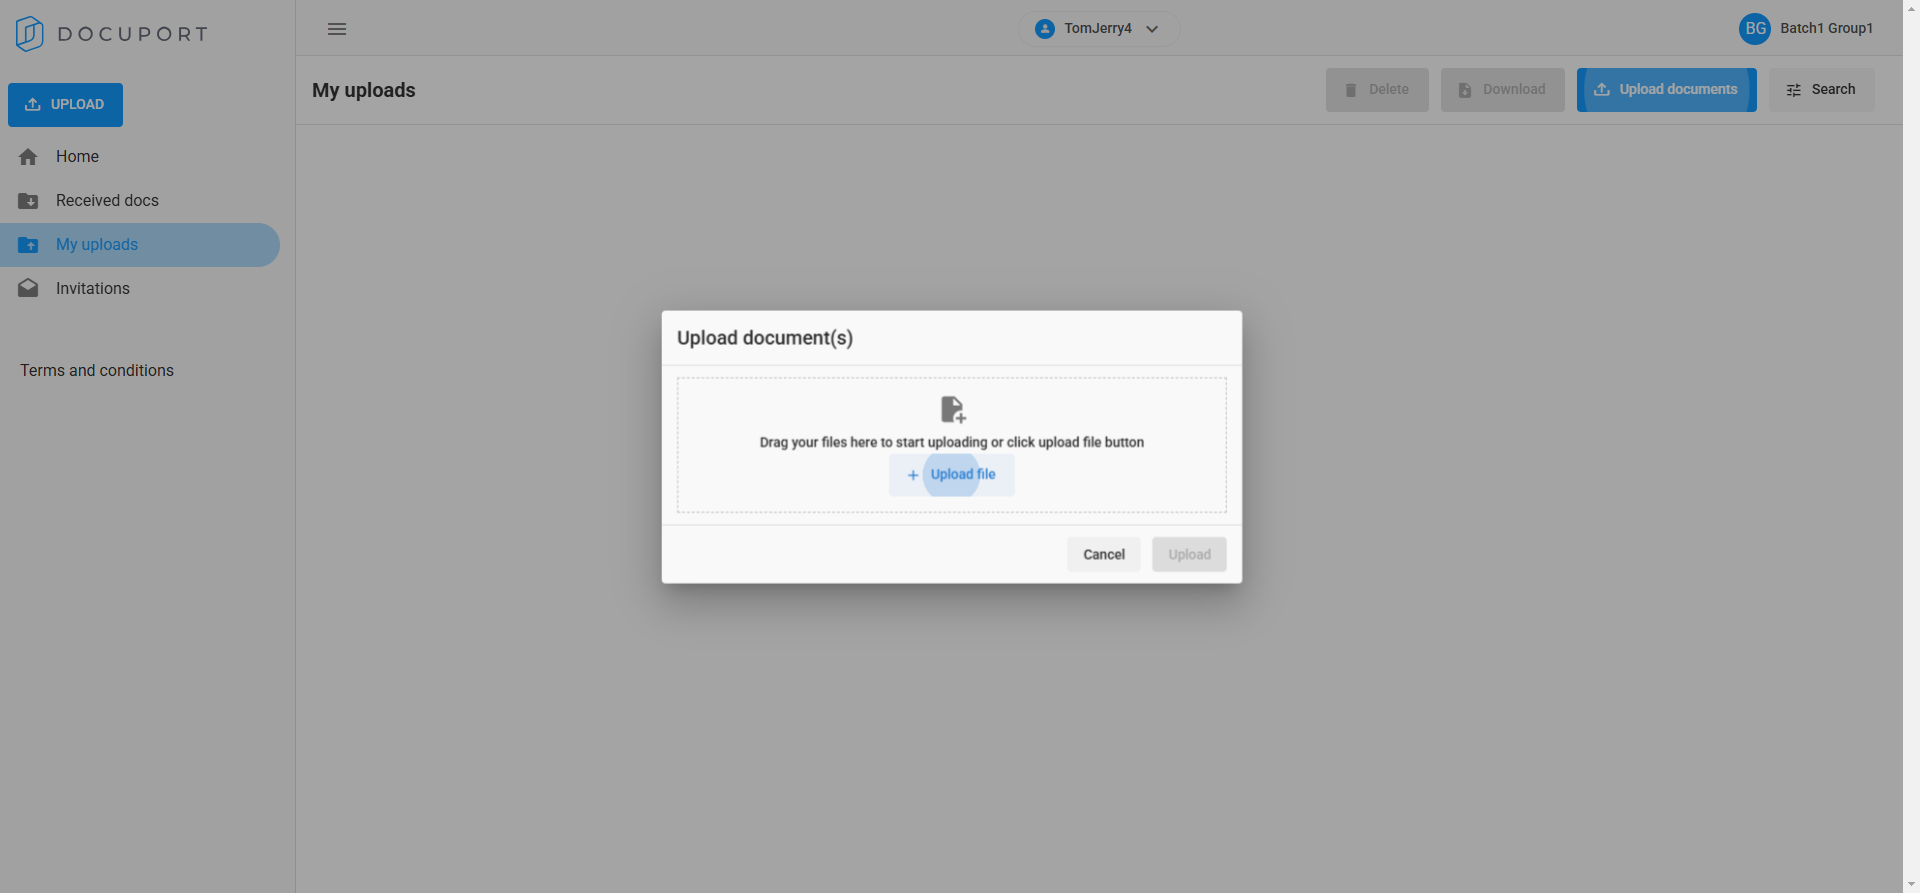 DOCUPORT
TomJerry4
BG Batch1 Group1
UPLOAD
Home
Received docs
My uploads
Invitations
Terms and conditions
My uploads
Delete
Download
Upload documents
Search
Upload document(s)
Drag your files here to start uploading or click upload file button
+ Upload file
Cancel
Upload